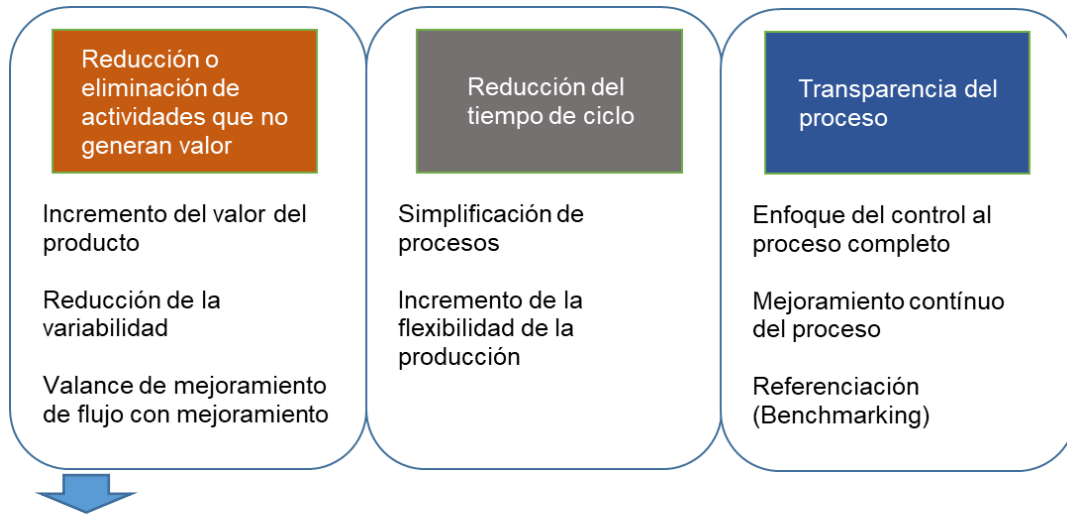 Reducción o
eliminación de
actividades que no
generan valor
Incremento del valor del
producto
Reducción de la
variabilidad
Valance de mejoramiento
de flujo con mejoramiento
Reducción del
tiempo de ciclo
Simplificación de
procesos
Incremento de la
flexibilidad de la
producción
Transparencia del
proceso
Enfoque del control al
proceso completo
Mejoramiento contínuo
del proceso
Referenciación
(Benchmarking)